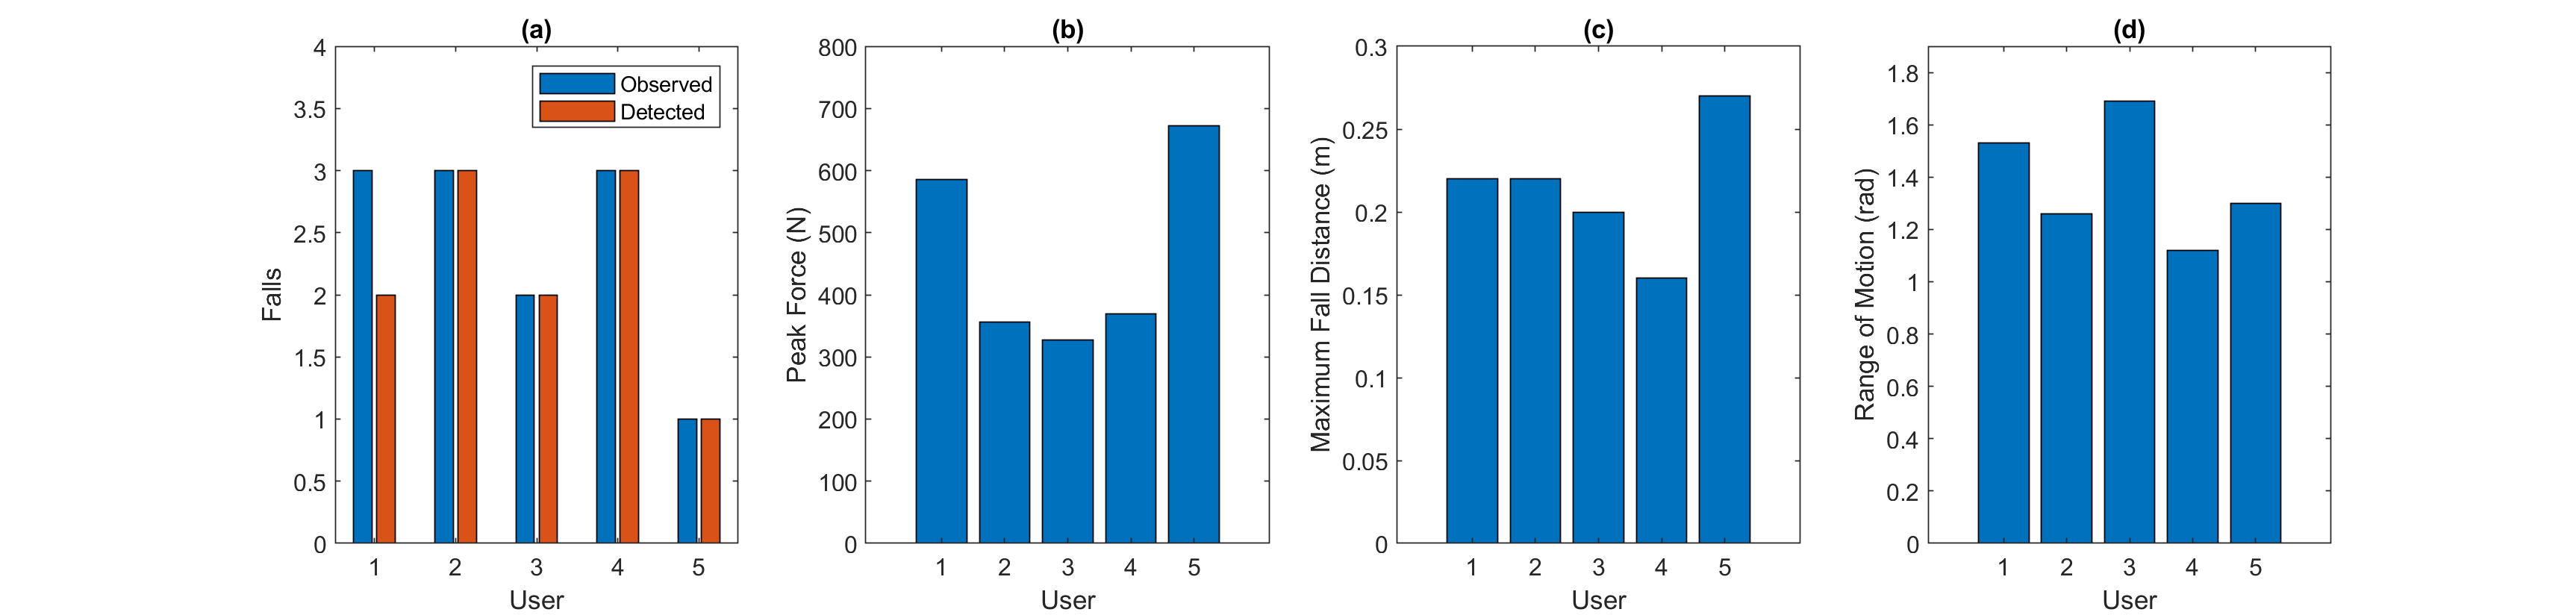 (a)
4
3.5
3
2.5
2
1.5
1
0.5
0
Falls
Observed
Detected
1 2 3 4 5
User
(b)
800
700
600
500
400
300
200
100
0
Peak Force (N)
1 2 3 4 5
User
(c)
0.3
0.25
0.2
0.15
0.1
0.05
0
Maximum Fall Distance (m)
1 2 3 4 5
User
(d)
1.8
1.6
1.4
1.2
1
0.8
0.6
0.4
0.2
0
Range of Motion (rad)
1 2 3 4 5
User